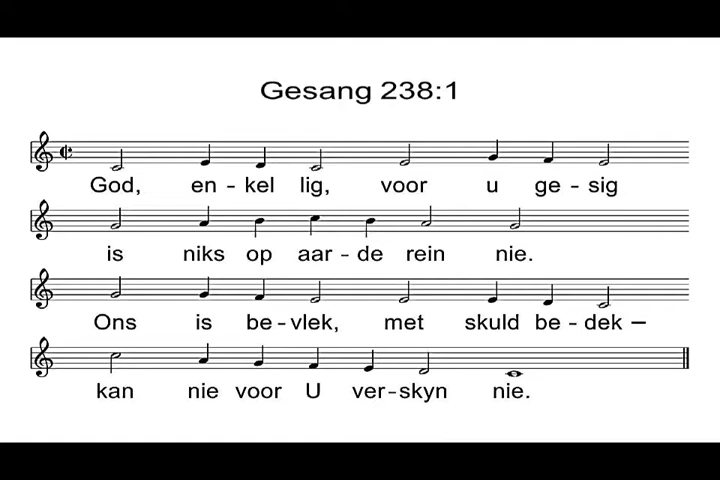 Gesang 238:1
God, en-kel lig, voor u ge-sig
is niks op aar-de rein nie.
Ons is be-vlek, met skuld be-dek –
kan nie voor U ver-skyn nie.